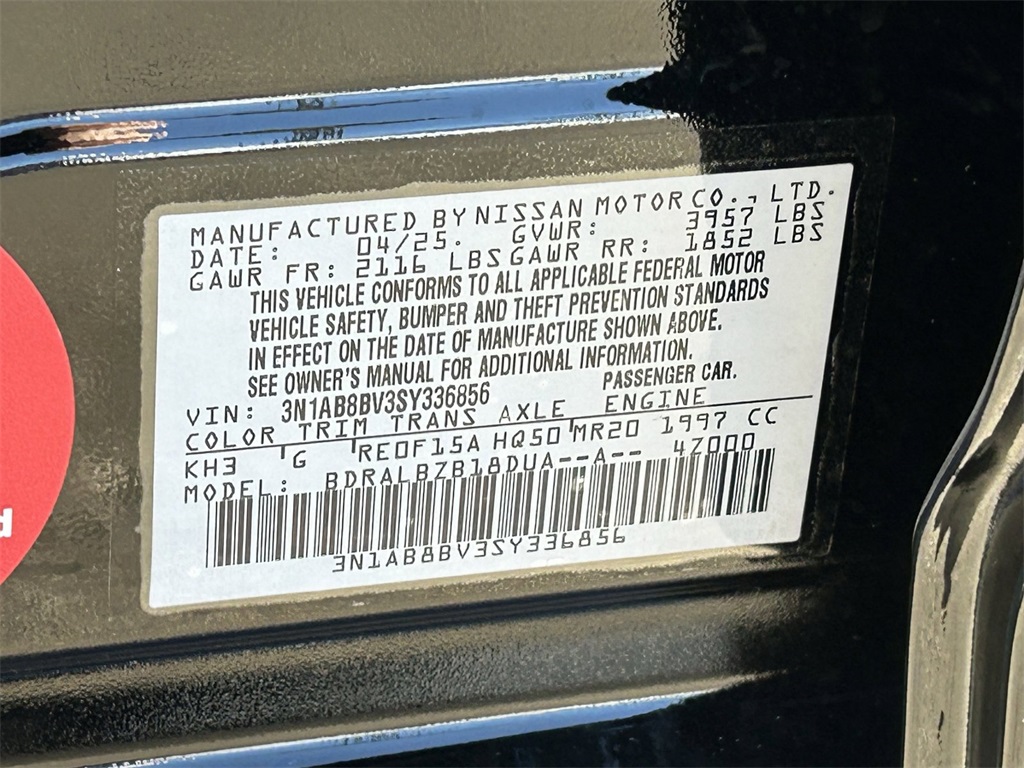 MANUFACTURED BY NISSAN MOTOR CO., LTD.
DATE: 04/25. GVWR: 3957 LBS
GAWR FR: 2116 LBS GAWR RR: 1852 LBS
THIS VEHICLE CONFORMS TO ALL APPLICABLE FEDERAL MOTOR
VEHICLE SAFETY, BUMPER AND THEFT PREVENTION STANDARDS
IN EFFECT ON THE DATE OF MANUFACTURE SHOWN ABOVE.
SEE OWNER'S MANUAL FOR ADDITIONAL INFORMATION.
VIN: 3N1AB8BV3SY336856 PASSENGER CAR.
COLOR TRIM TRANS AXLE ENGINE
KH3 G RE0F15A HQ50 MR20 1997 CC
MODEL: BDRALBZB18DUA--A-- 4Z000
3N1AB8BV3SY336856